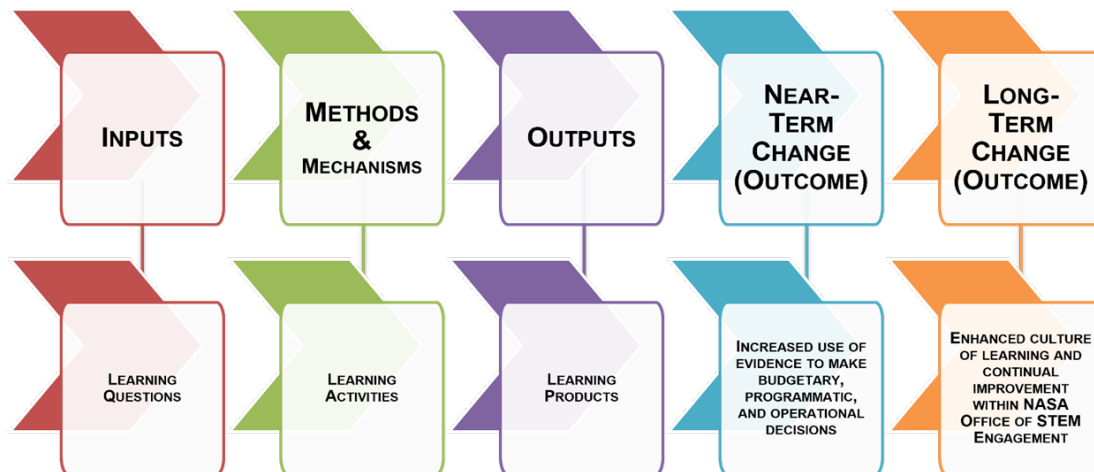 INPUTS
METHODS
&
MECHANISMS
OUTPUTS
NEAR-
TERM
CHANGE
(OUTCOME)
LONG-
TERM
CHANGE
(OUTCOME)
LEARNING
QUESTIONS
LEARNING
ACTIVITIES
LEARNING
PRODUCTS
INCREASED USE OF
EVIDENCE TO MAKE
BUDGETARY,
PROGRAMMATIC,
AND OPERATIONAL
DECISIONS
ENHANCED CULTURE
OF LEARNING AND
CONTINUAL
IMPROVEMENT
WITHIN NASA
OFFICE OF STEM
ENGAGEMENT